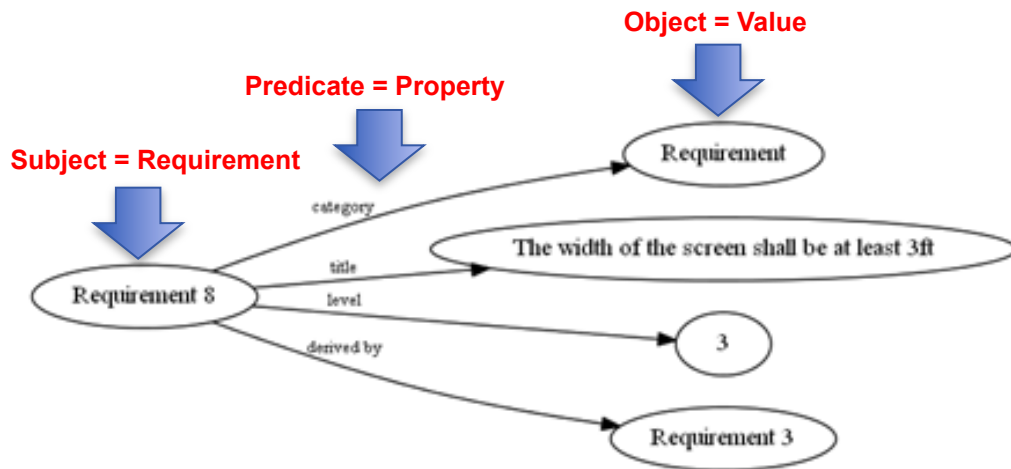 Object = Value
Predicate = Property
Subject = Requirement
Requirement
category
The width of the screen shall be at least 3ft
title
Requirement 8
level
3
derived by
Requirement 3